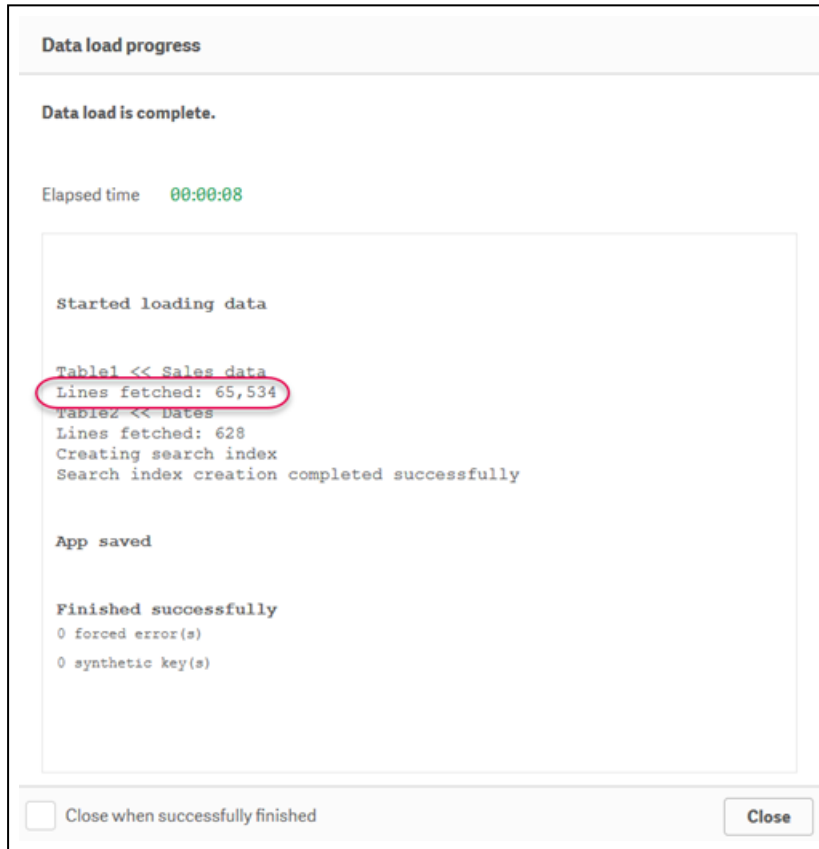 Data load progress
Data load is complete.
Elapsed time 00:00:08
Started loading data
Table1 << Sales data
Lines fetched: 65,534
Table2 << Dates
Lines fetched: 628
Creating search index
Search index creation completed successfully
App saved
Finished successfully
0 forced error(s)
0 synthetic key(s)
Close when successfully finished
Close